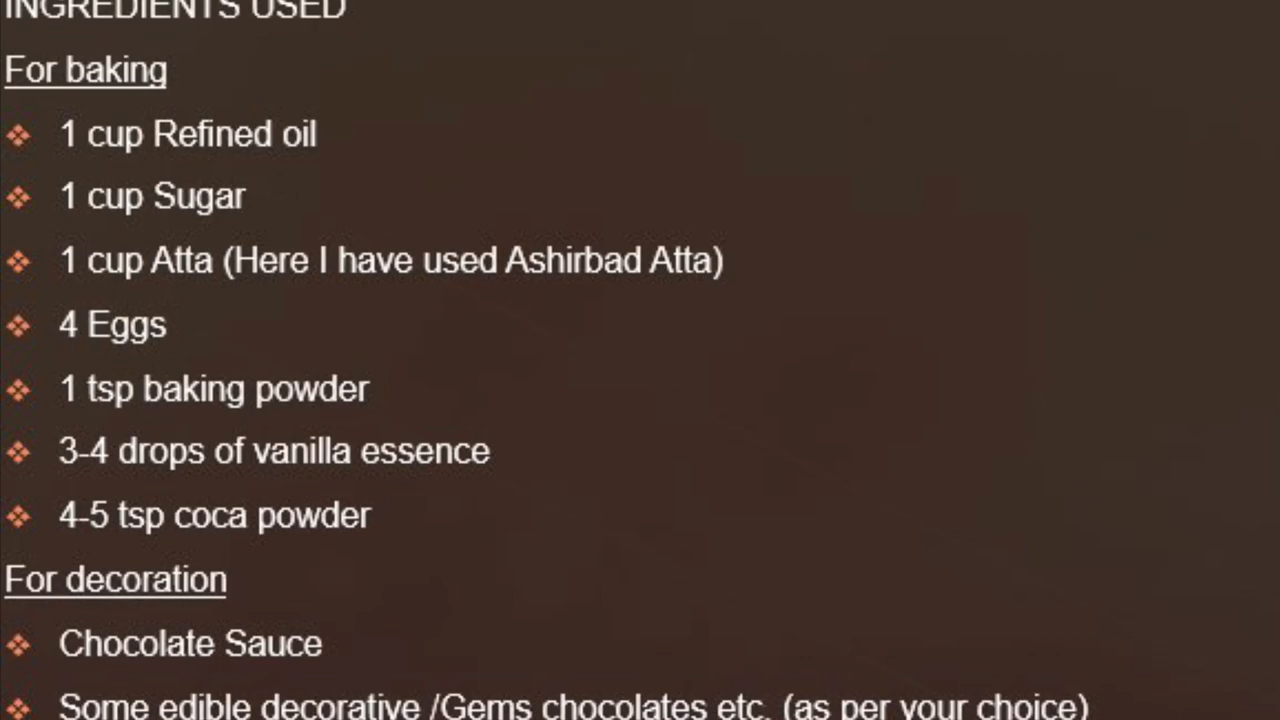 INGREDIENTS USED
For baking
❖ 1 cup Refined oil
❖ 1 cup Sugar
❖ 1 cup Atta (Here I have used Ashirbad Atta)
❖ 4 Eggs
❖ 1 tsp baking powder
❖ 3-4 drops of vanilla essence
❖ 4-5 tsp coca powder
For decoration
❖ Chocolate Sauce
❖ Some edible decorative /Gems chocolates etc. (as per your choice)